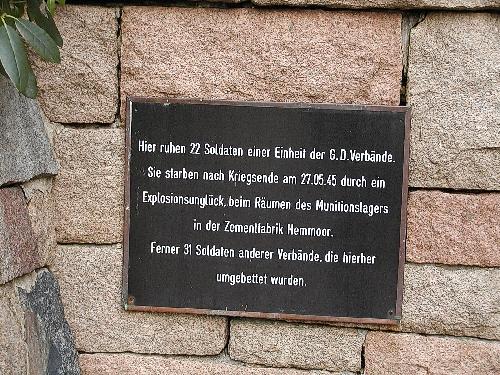 Hier ruhen 22 Soldaten einer Einheit der G.D.Verbände.
Sie starben nach Kriegsende am 27.05.45 durch ein
Explosionsunglück, beim Räumen des Munitionslagers
in der Zementfabrik Hemmoor.
Ferner 31 Soldaten anderer Verbände, die hierher
umgebettet wurden.